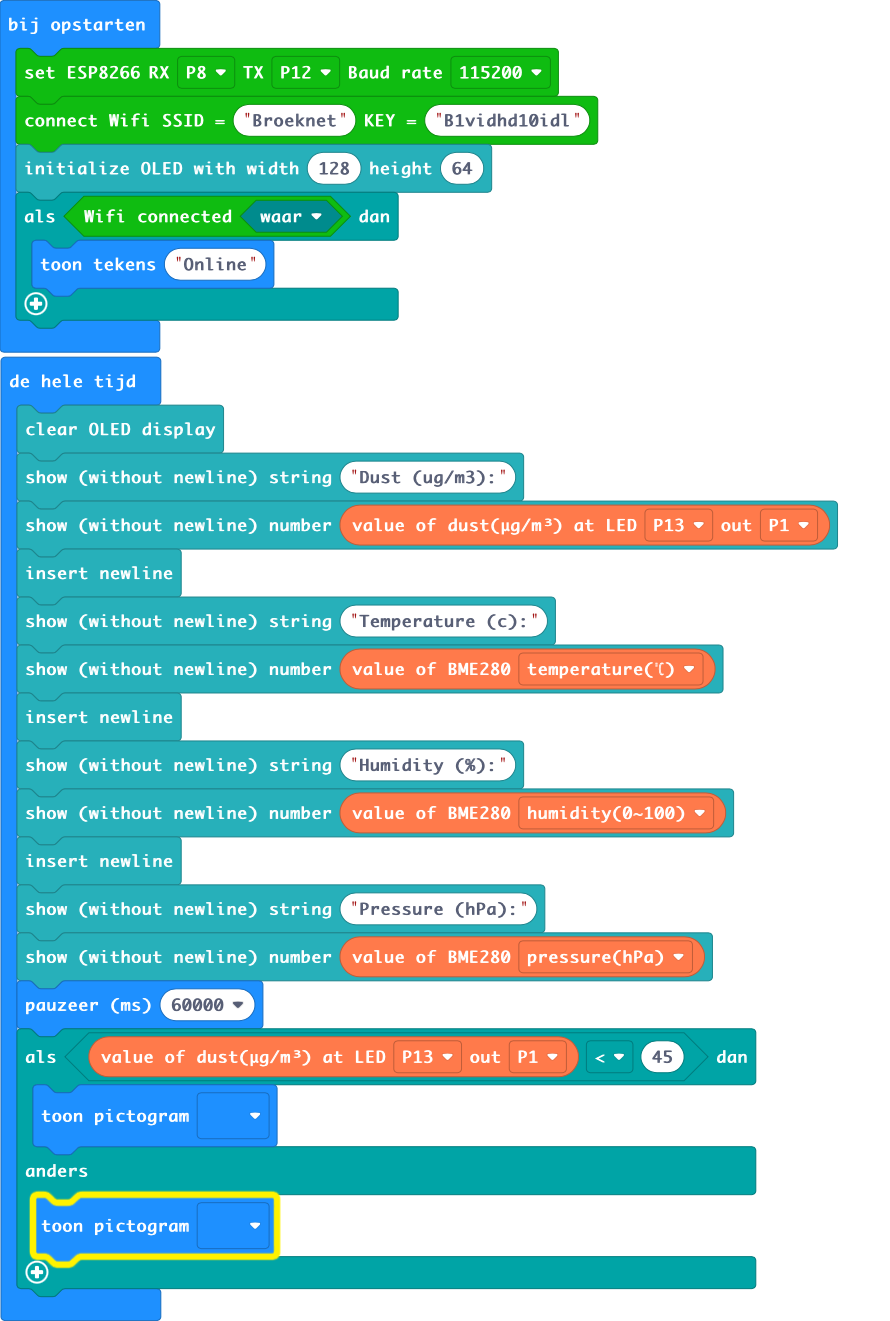 bij opstarten
set ESP8266 RX P8 TX P12 Baud rate 115200
connect Wifi SSID = "Broeknet" KEY = "B1vidhd10idl"
initialize OLED with width 128 height 64
als Wifi connected waar dan
toon tekens "Online"
de hele tijd
clear OLED display
show (without newline) string "Dust (ug/m3):"
show (without newline) number value of dust(μg/m³) at LED P13 out P1
insert newline
show (without newline) string "Temperature (c):"
show (without newline) number value of BME280 temperature(℃)
insert newline
show (without newline) string "Humidity (%):"
show (without newline) number value of BME280 humidity(0~100)
insert newline
show (without newline) string "Pressure (hPa):"
show (without newline) number value of BME280 pressure(hPa)
pauzeer (ms) 60000
als value of dust(μg/m³) at LED P13 out P1 < 45 dan
toon pictogram
anders
toon pictogram